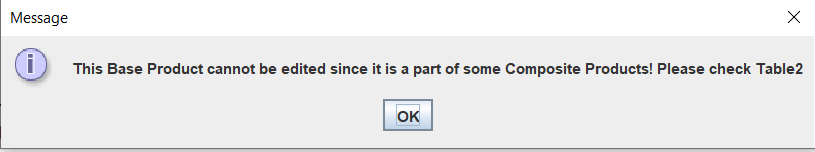 Message
This Base Product cannot be edited since it is a part of some Composite Products! Please check Table2
OK